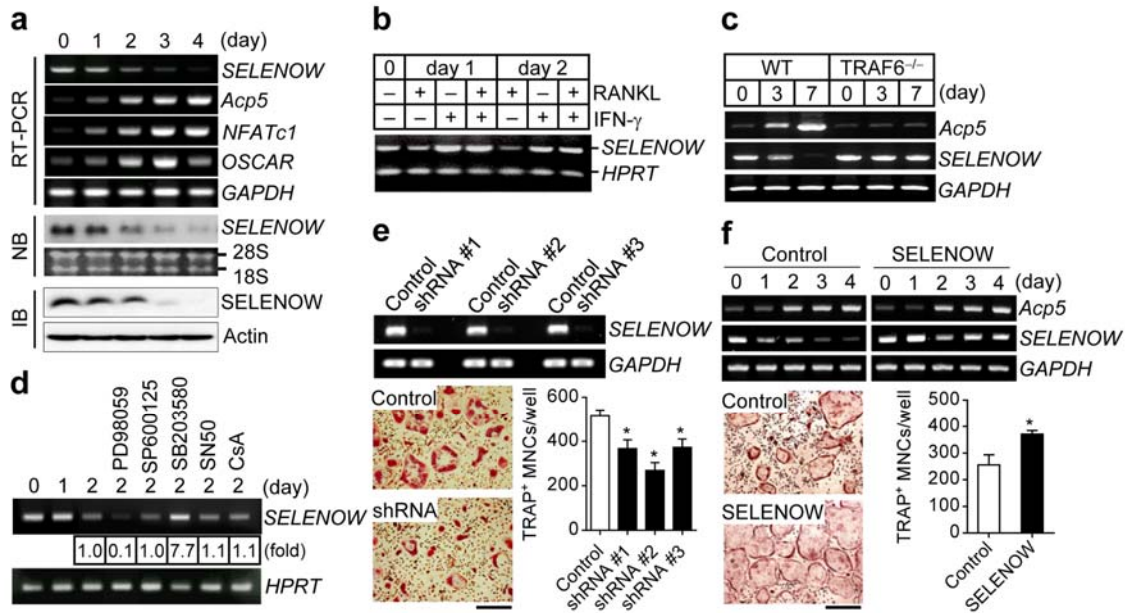 a
0 1 2 3 4 (day)
RT-PCR
SELENOW
Acp5
NFATc1
OSCAR
GAPDH
NB
SELENOW
28S
18S
IB
SELENOW
Actin
b
0 day 1 day 2
– + – + + – + RANKL
– – + + – + + IFN-γ
SELENOW
HPRT
c
WT TRAF6–/–
0 3 7 0 3 7 (day)
Acp5
SELENOW
GAPDH
d
PD98059
SP600125
SB203580
SN50
CsA
0 1 2 2 2 2 2 2 (day)
SELENOW
1.0 0.1 1.0 7.7 1.1 1.1 (fold)
HPRT
e
Control
shRNA #1
Control
shRNA #2
Control
shRNA #3
SELENOW
GAPDH
Control
shRNA
TRAP+ MNCs/well
600
400
200
0
* * *
Control
shRNA #1
shRNA #2
shRNA #3
f
Control SELENOW
0 1 2 3 4 0 1 2 3 4 (day)
Acp5
SELENOW
GAPDH
Control
SELENOW
TRAP+ MNCs/well
500
400
300
200
100
0
*
Control
SELENOW